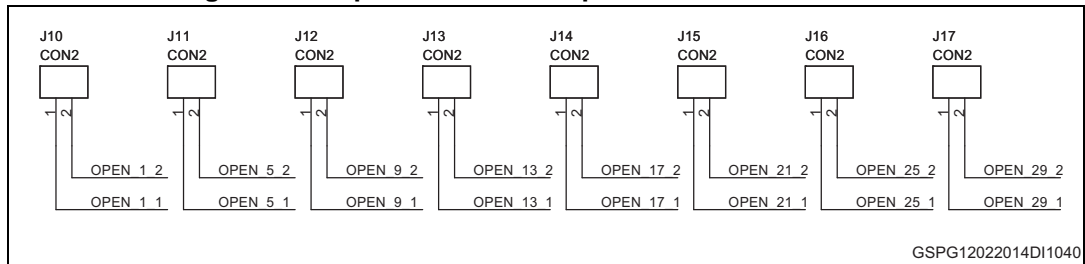 J10 J11 J12 J13 J14 J15 J16 J17
CON2 CON2 CON2 CON2 CON2 CON2 CON2 CON2
1 2 1 2 1 2 1 2 1 2 1 2 1 2 1 2
OPEN_1_2 OPEN_5_2 OPEN_9_2 OPEN_13_2 OPEN_17_2 OPEN_21_2 OPEN_25_2 OPEN_29_2
OPEN_1_1 OPEN_5_1 OPEN_9_1 OPEN_13_1 OPEN_17_1 OPEN_21_1 OPEN_25_1 OPEN_29_1
GSPG12022014DI1040